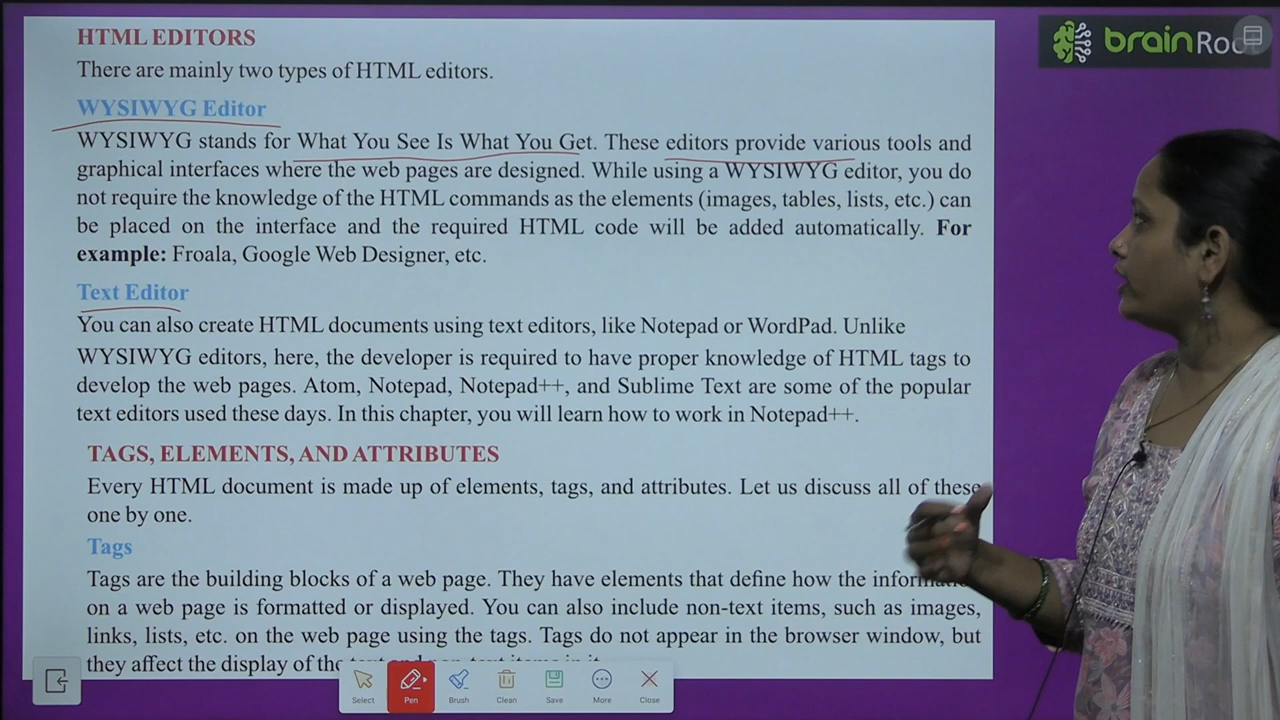 HTML EDITORS
There are mainly two types of HTML editors.
WYSIWYG Editor
WYSIWYG stands for What You See Is What You Get. These editors provide various tools and
graphical interfaces where the web pages are designed. While using a WYSIWYG editor, you do
not require the knowledge of the HTML commands as the elements (images, tables, lists, etc.) can
be placed on the interface and the required HTML code will be added automatically. For
example: Froala, Google Web Designer, etc.
Text Editor
You can also create HTML documents using text editors, like Notepad or WordPad. Unlike
WYSIWYG editors, here, the developer is required to have proper knowledge of HTML tags to
develop the web pages. Atom, Notepad, Notepad++, and Sublime Text are some of the popular
text editors used these days. In this chapter, you will learn how to work in Notepad++.
TAGS, ELEMENTS, AND ATTRIBUTES
Every HTML document is made up of elements, tags, and attributes. Let us discuss all of these
one by one.
Tags
Tags are the building blocks of a web page. They have elements that define how the
on a web page is formatted or displayed. You can also include non-text items, such as images,
links, lists, etc. on the web page using the tags. Tags do not appear in the browser window, but
they affect the display of the
brain
Select Pen Brush Clean Save More Close